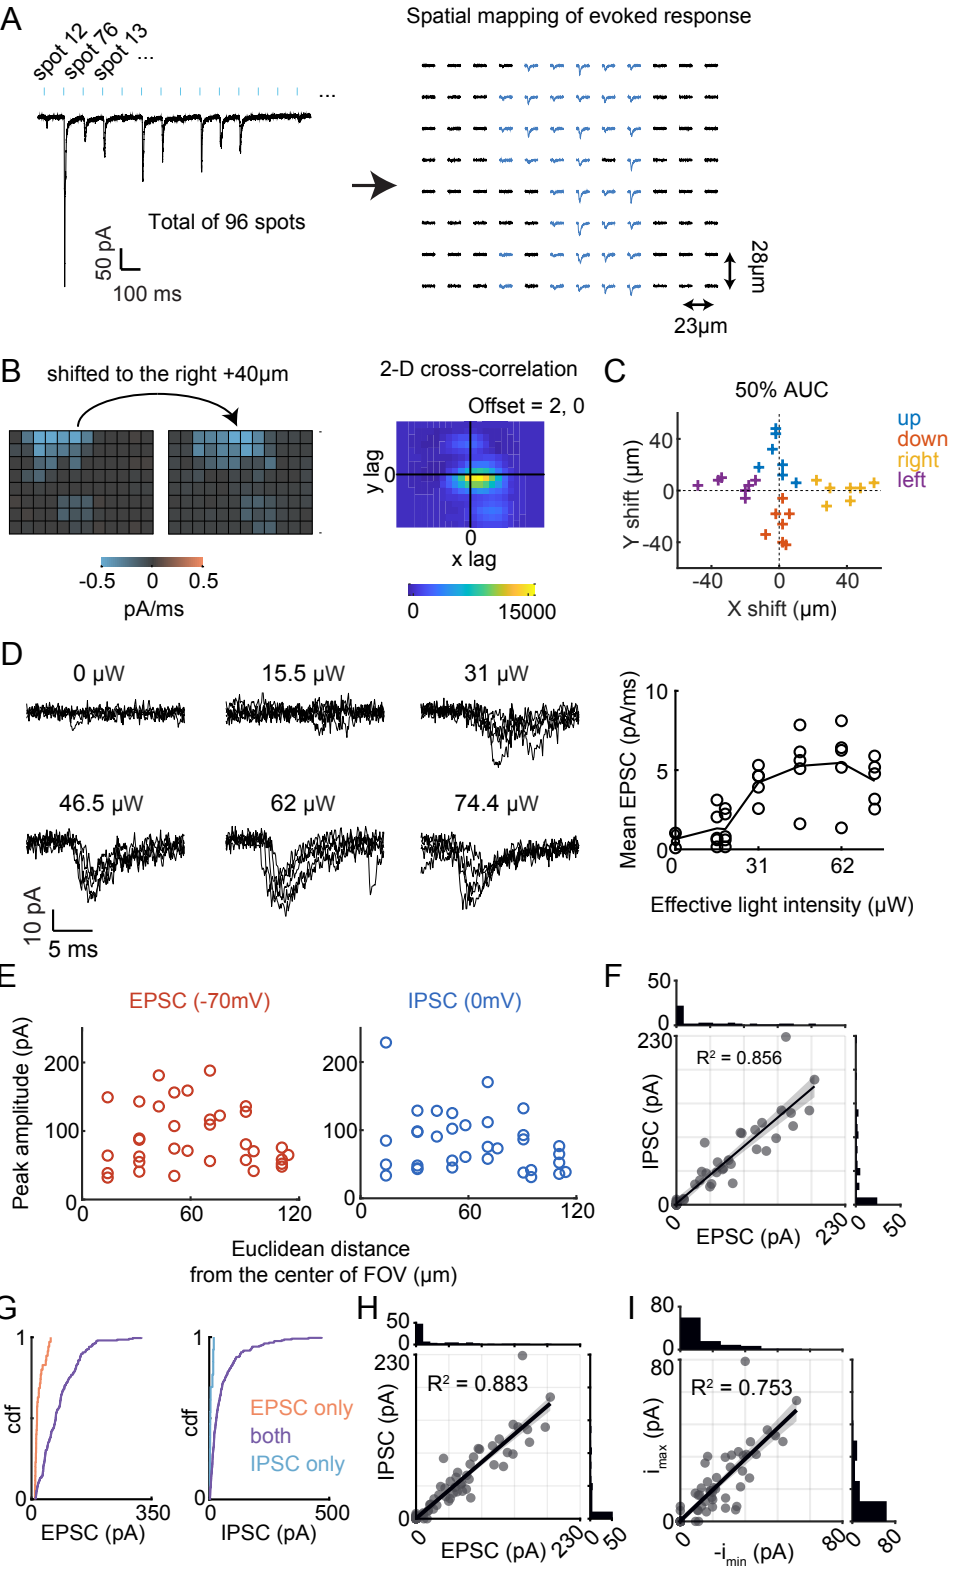 A
spot 12
spot 76
spot 13
...
...
50 pA
100 ms
Total of 96 spots
Spatial mapping of evoked response
28µm
23µm
B
shifted to the right +40µm
-0.5 0 0.5
pA/ms
2-D cross-correlation
Offset = 2, 0
y lag
0
0
x lag
0 15000
C
50% AUC
up
down
right
left
Y shift (µm)
40
0
-40
-40 0 40
X shift (µm)
D
0 µW
15.5 µW
31 µW
46.5 µW
62 µW
74.4 µW
10 pA
5 ms
Mean EPSC (pA/ms)
10
5
0
0 31 62
Effective light intensity (µW)
E
EPSC (-70mV)
IPSC (0mV)
Peak amplitude (pA)
200
100
0
0 60 120
200
100
0
0 60 120
Euclidean distance
from the center of FOV (µm)
F
50
0
230
R² = 0.856
IPSC (pA)
0
0 230
EPSC (pA)
0 50
G
1
cdf
0
0 350
EPSC (pA)
1
cdf
0
0 500
IPSC (pA)
EPSC only
both
IPSC only
H
50
0
230
R² = 0.883
IPSC (pA)
0
0 230
EPSC (pA)
0 50
I
80
0
80
R² = 0.753
imax (pA)
0
0 80
-imin (pA)
0 80